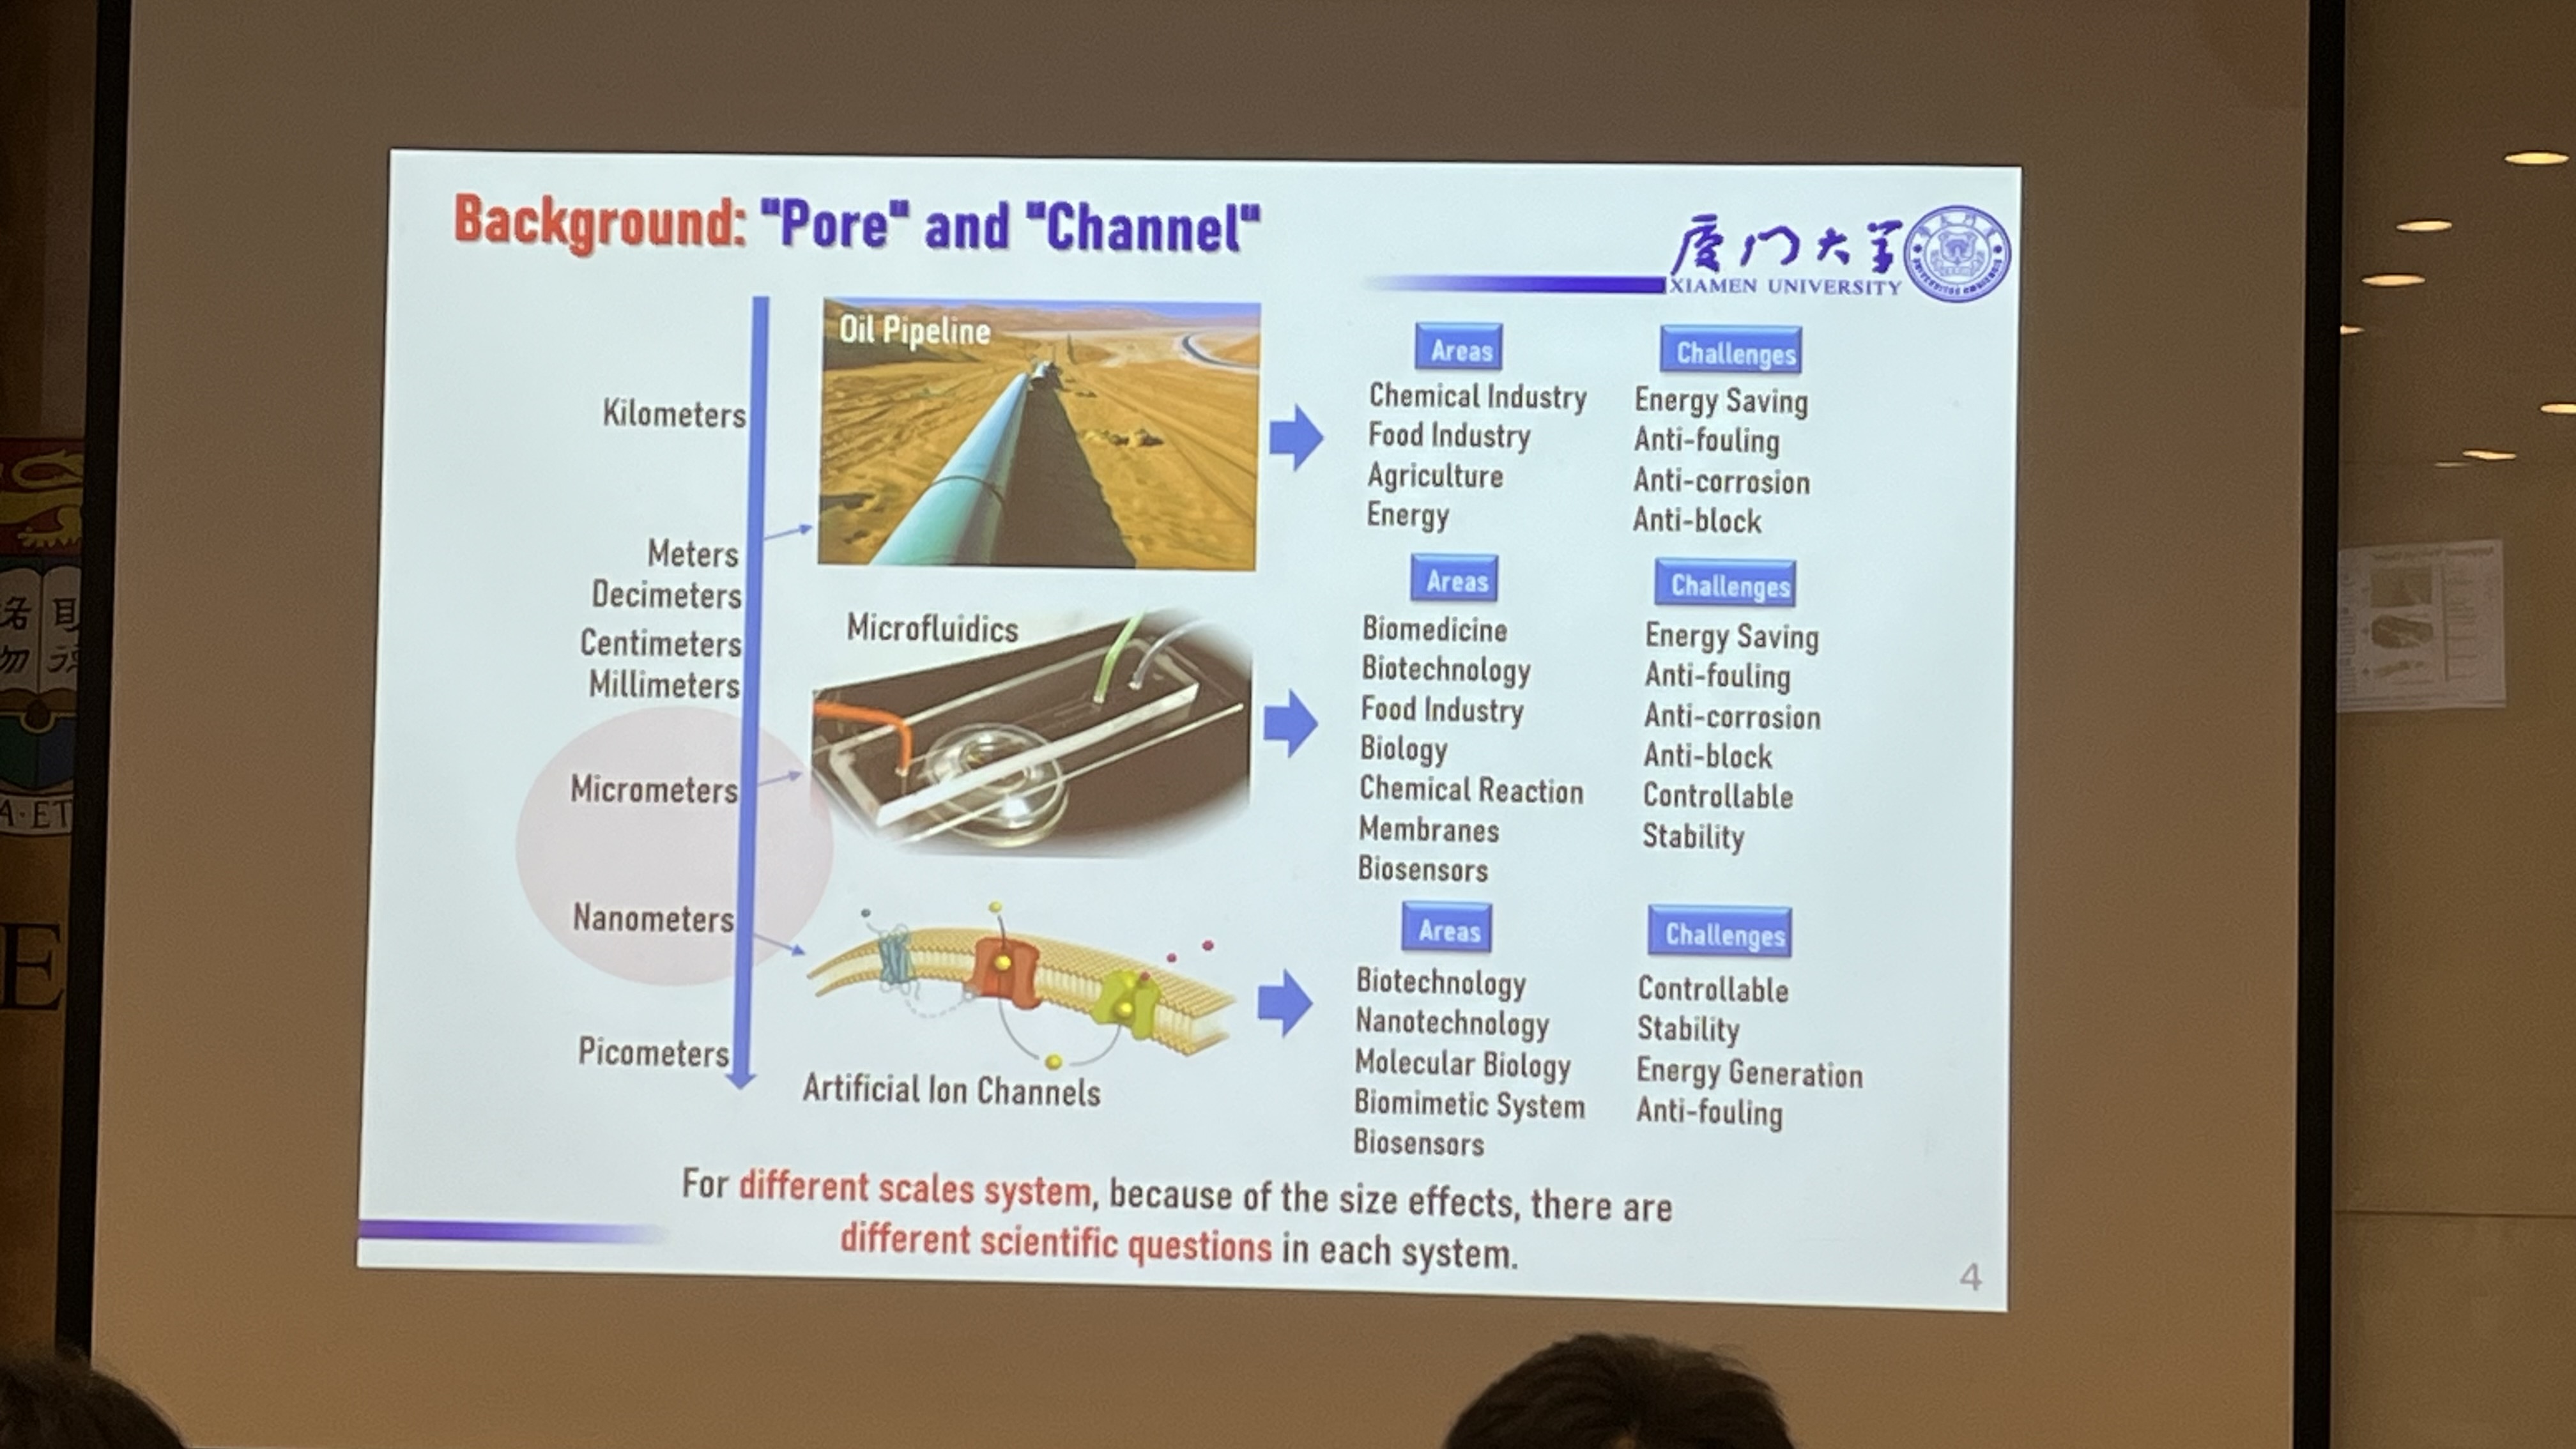 Background: "Pore" and "Channel"
厦门大学
XIAMEN UNIVERSITY
Kilometers
Meters
Decimeters
Centimeters
Millimeters
Micrometers
Nanometers
Picometers
Oil Pipeline
Areas
Chemical Industry
Food Industry
Agriculture
Energy
Challenges
Energy Saving
Anti-fouling
Anti-corrosion
Anti-block
Microfluidics
Areas
Biomedicine
Biotechnology
Food Industry
Biology
Chemical Reaction
Membranes
Biosensors
Challenges
Energy Saving
Anti-fouling
Anti-corrosion
Anti-block
Controllable
Stability
Artificial Ion Channels
Areas
Biotechnology
Nanotechnology
Molecular Biology
Biomimetic System
Biosensors
Challenges
Controllable
Stability
Energy Generation
Anti-fouling
For different scales system, because of the size effects, there are
different scientific questions in each system.
4
A·ET
E